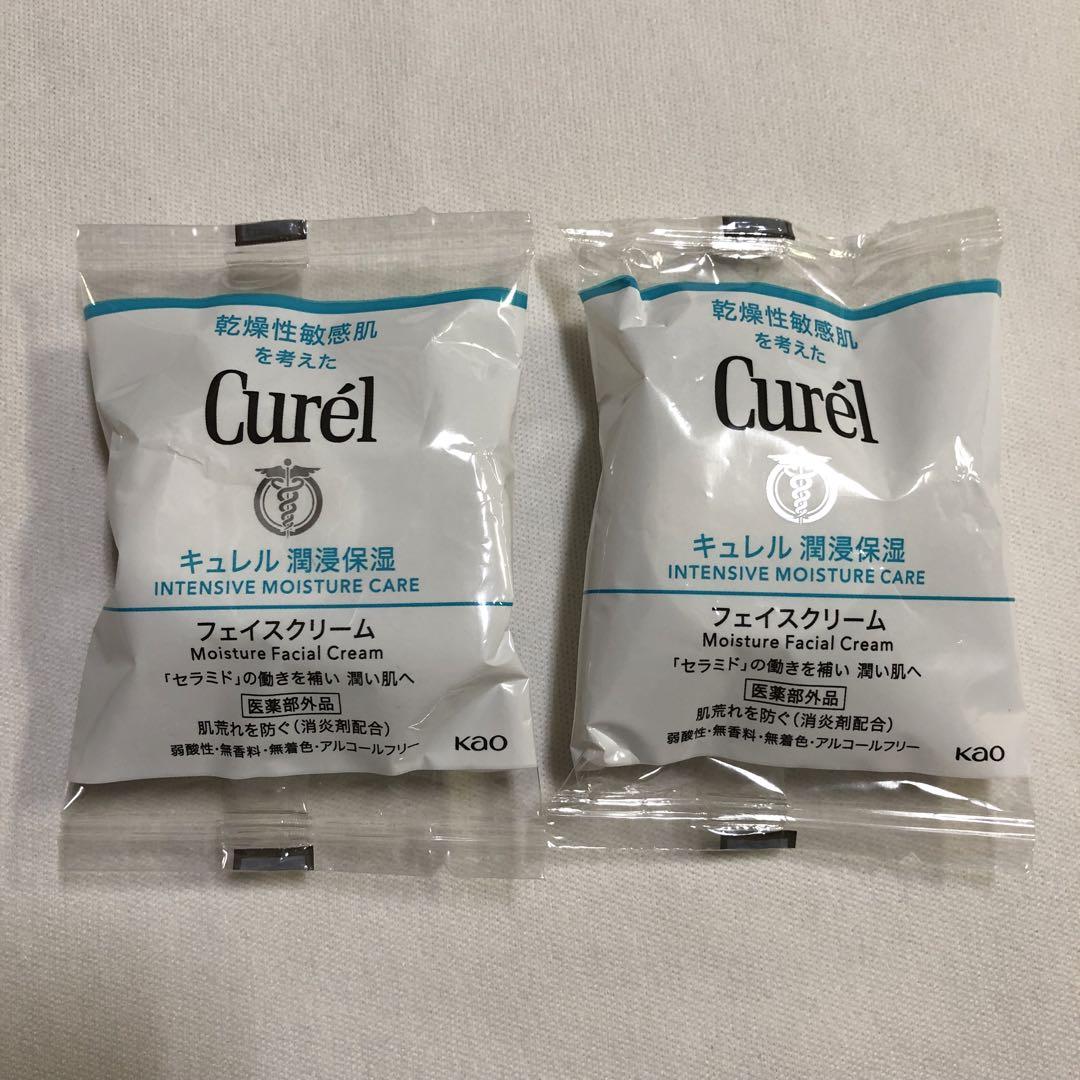 乾燥性敏感肌
を考えた
Curél
キュレル 潤浸保湿
INTENSIVE MOISTURE CARE
フェイスクリーム
Moisture Facial Cream
「セラミド」の働きを補い 潤い肌へ
医薬部外品
肌荒れを防ぐ(消炎剤配合)
弱酸性・無香料・無着色・アルコールフリー
Kao
乾燥性敏感肌
を考えた
Curél
キュレル 潤浸保湿
INTENSIVE MOISTURE CARE
フェイスクリーム
Moisture Facial Cream
「セラミド」の働きを補い 潤い肌へ
医薬部外品
肌荒れを防ぐ(消炎剤配合)
弱酸性・無香料・無着色・アルコールフリー
Kao